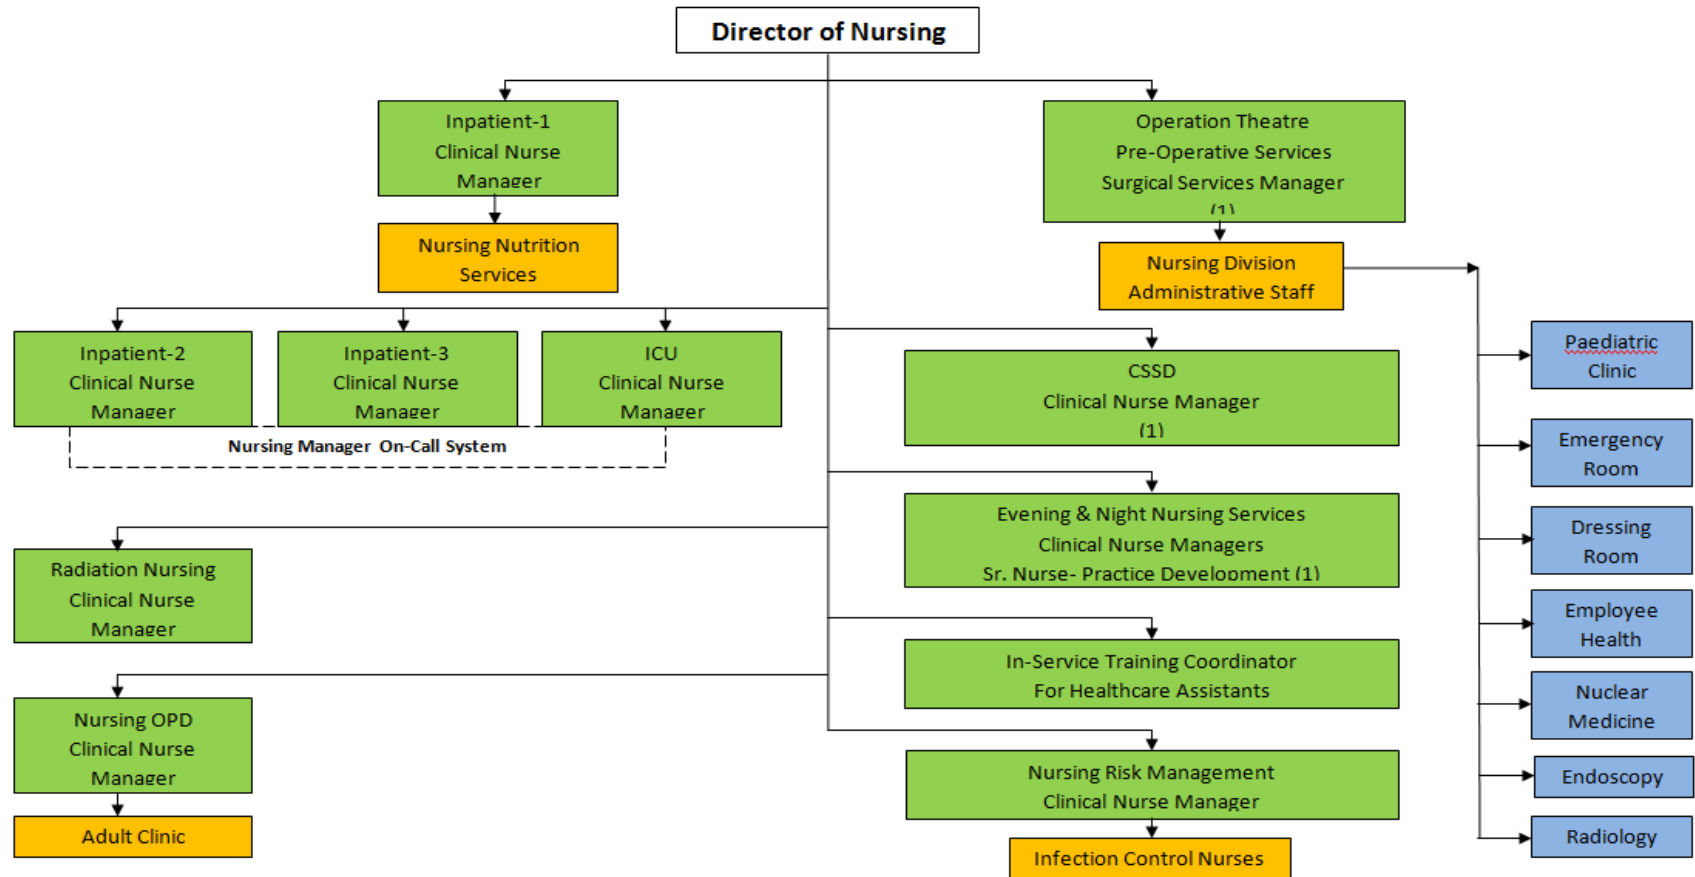 Director of Nursing
Inpatient-1
Clinical Nurse
Manager
Operation Theatre
Pre-Operative Services
Surgical Services Manager
(1)
Nursing Nutrition
Services
Nursing Division
Administrative Staff
Inpatient-2
Clinical Nurse
Manager
Inpatient-3
Clinical Nurse
Manager
ICU
Clinical Nurse
Manager
Nursing Manager On-Call System
CSSD
Clinical Nurse Manager
(1)
Evening & Night Nursing Services
Clinical Nurse Managers
Sr. Nurse- Practice Development (1)
Radiation Nursing
Clinical Nurse
Manager
In-Service Training Coordinator
For Healthcare Assistants
Nursing OPD
Clinical Nurse
Manager
Adult Clinic
Nursing Risk Management
Clinical Nurse Manager
Infection Control Nurses
Paediatric
Clinic
Emergency
Room
Dressing
Room
Employee
Health
Nuclear
Medicine
Endoscopy
Radiology